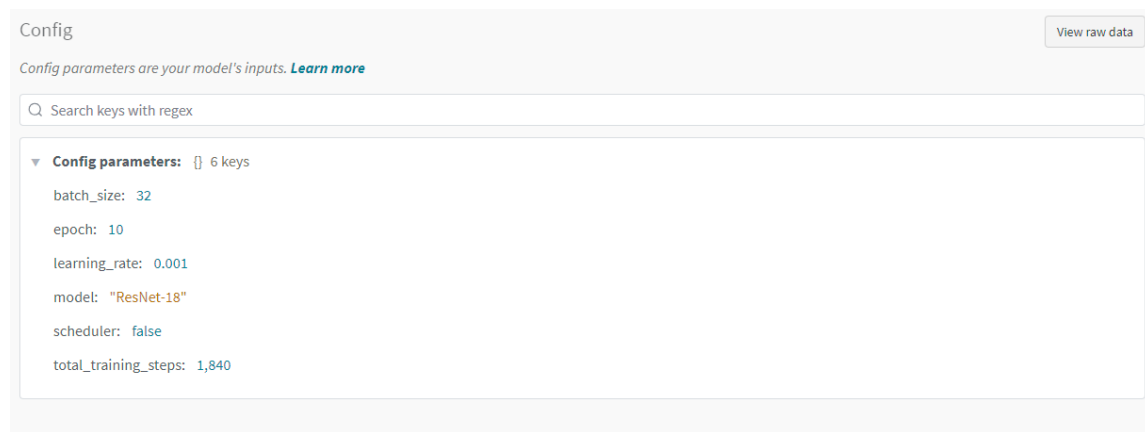 Config
View raw data
Config parameters are your model's inputs. Learn more
Search keys with regex
Config parameters: {} 6 keys
batch_size: 32
epoch: 10
learning_rate: 0.001
model: "ResNet-18"
scheduler: false
total_training_steps: 1,840